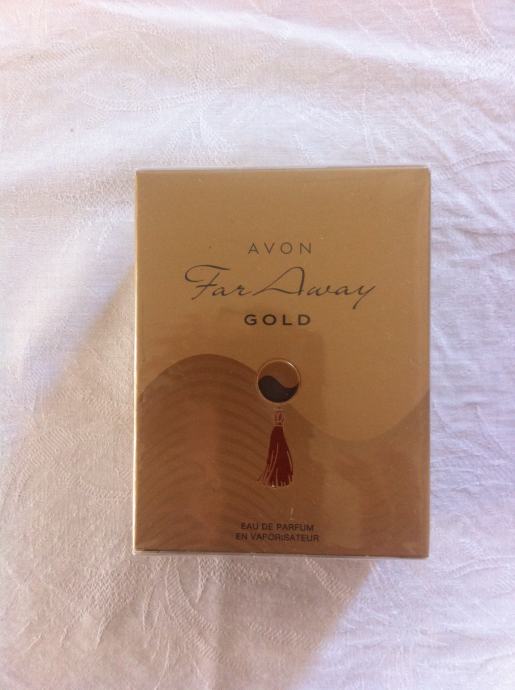 AVON
Far Away
GOLD
EAU DE PARFUM
EN VAPORISATEUR